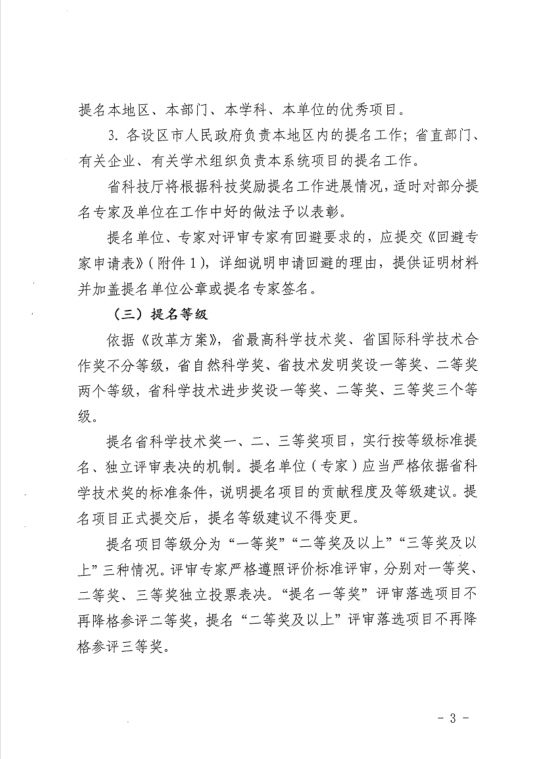 提名本地区、本部门、本学科、本单位的优秀项目。
3. 各设区市人民政府负责本地区内的提名工作；省直部门、
有关企业、有关学术组织负责本系统项目的提名工作。
省科技厅将根据科技奖励提名工作进展情况，适时对部分提
名专家及单位在工作中好的做法予以表彰。
提名单位、专家对评审专家有回避要求的，应提交《回避专
家申请表》（附件1），详细说明申请回避的理由，提供证明材料
并加盖提名单位公章或提名专家签名。
（三）提名等级
依据《改革方案》，省最高科学技术奖、省国际科学技术合
作奖不分等级，省自然科学奖、省技术发明奖设一等奖、二等奖
两个等级，省科学技术进步奖设一等奖、二等奖、三等奖三个等
级。
提名省科学技术奖一、二、三等奖项目，实行按等级标准提
名、独立评审表决的机制。提名单位（专家）应当严格依据省科
学技术奖的标准条件，说明提名项目的贡献程度及等级建议。提
名项目正式提交后，提名等级建议不得变更。
提名项目等级分为“一等奖”“二等奖及以上”“三等奖及以
上”三种情况。评审专家严格遵照评价标准评审，分别对一等奖、
二等奖、三等奖独立投票表决。“提名一等奖”评审落选项目不
再降格参评二等奖，提名“二等奖及以上”评审落选项目不再降
格参评三等奖。
- 3 -